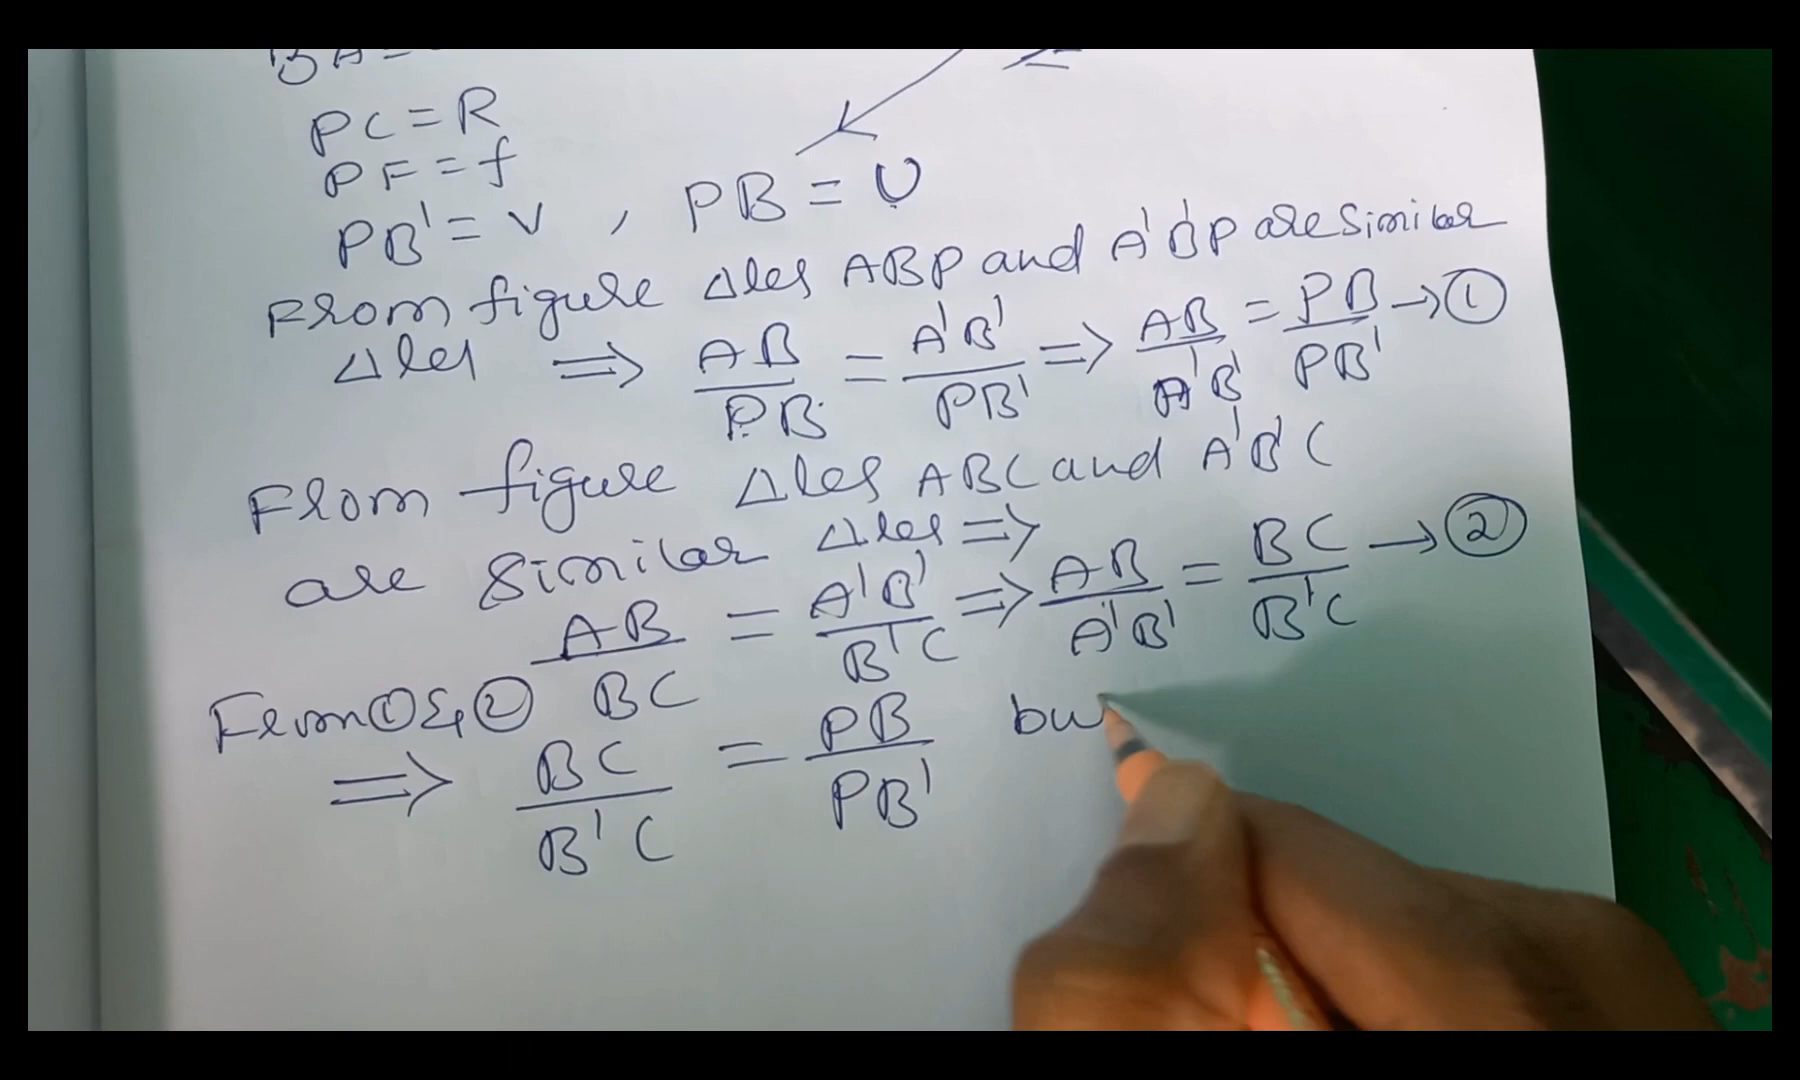 BA=
PC = R
PF = f
PB' = v , PB = U
From figure Δles ABP and A'B'P are Similar
Δles ⇒ AB/PB = A'B'/PB' ⇒ AB/A'B' = PB/PB' → ①
From figure Δles ABC and A'B'C
are Similar Δles ⇒
AB/BC = A'B'/B'C ⇒ AB/A'B' = BC/B'C → ②
From ① & ②
⇒ BC/B'C = PB/PB' bu